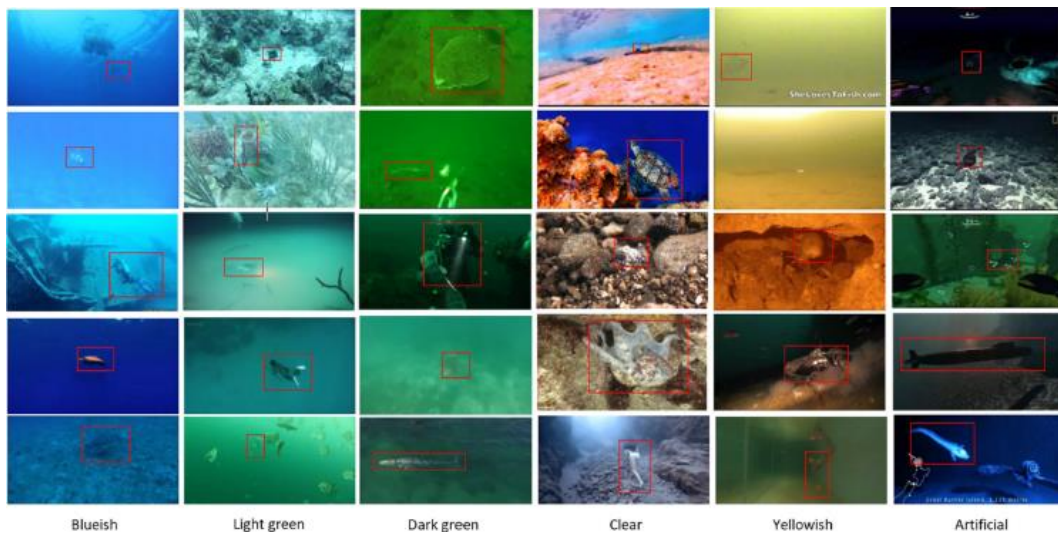 SheLovesToFish.com
Blueish
Light green
Dark green
Clear
Yellowish
Artificial